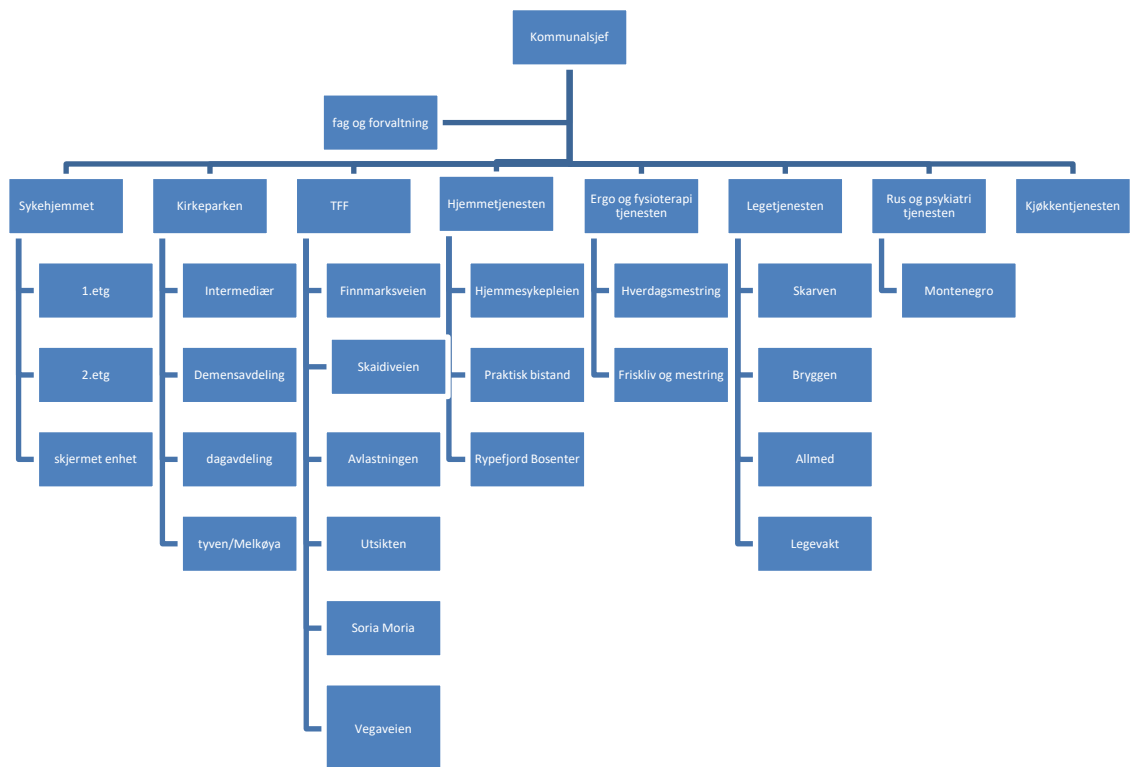 Kommunalsjef
fag og forvaltning
Sykehjemmet
Kirkeparken
TFF
Hjemmetjenesten
Ergo og fysioterapi
tjenesten
Legetjenesten
Rus og psykiatri
tjenesten
Kjøkkentjenesten
1.etg
Intermediær
Finnmarksveien
Hjemmesykepleien
Hverdagsmestring
Skarven
Montenegro
2.etg
Demensavdeling
Skaidiveien
Praktisk bistand
Friskliv og mestring
Bryggen
skjermet enhet
dagavdeling
Avlastningen
Rypefjord Bosenter
Allmed
tyven/Melkøya
Utsikten
Legevakt
Soria Moria
Vegaveien